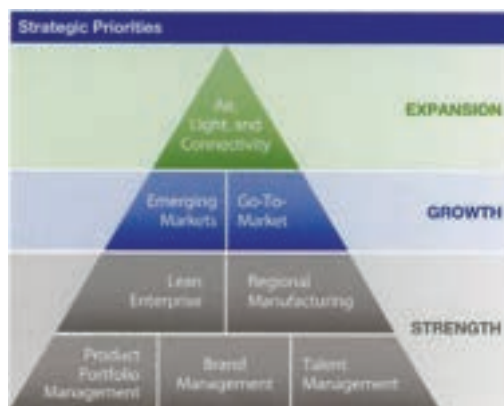 Strategic Priorities
Air,
Light, and
Connectivity
EXPANSION
Emerging
Markets
Go-To-
Market
GROWTH
Lean
Enterprise
Regional
Manufacturing
STRENGTH
Product
Portfolio
Management
Brand
Management
Talent
Management